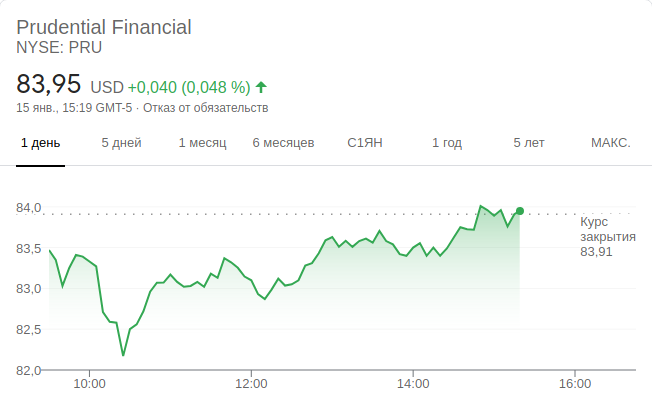 Prudential Financial
NYSE: PRU
83,95 USD +0,040 (0,048 %) ↑
15 янв., 15:19 GMT-5 · Отказ от обязательств
1 день 5 дней 1 месяц 6 месяцев С1ЯН 1 год 5 лет МАКС.
84,0
Курс
закрытия
83,91
83,5
83,0
82,5
82,0
10:00 12:00 14:00 16:00